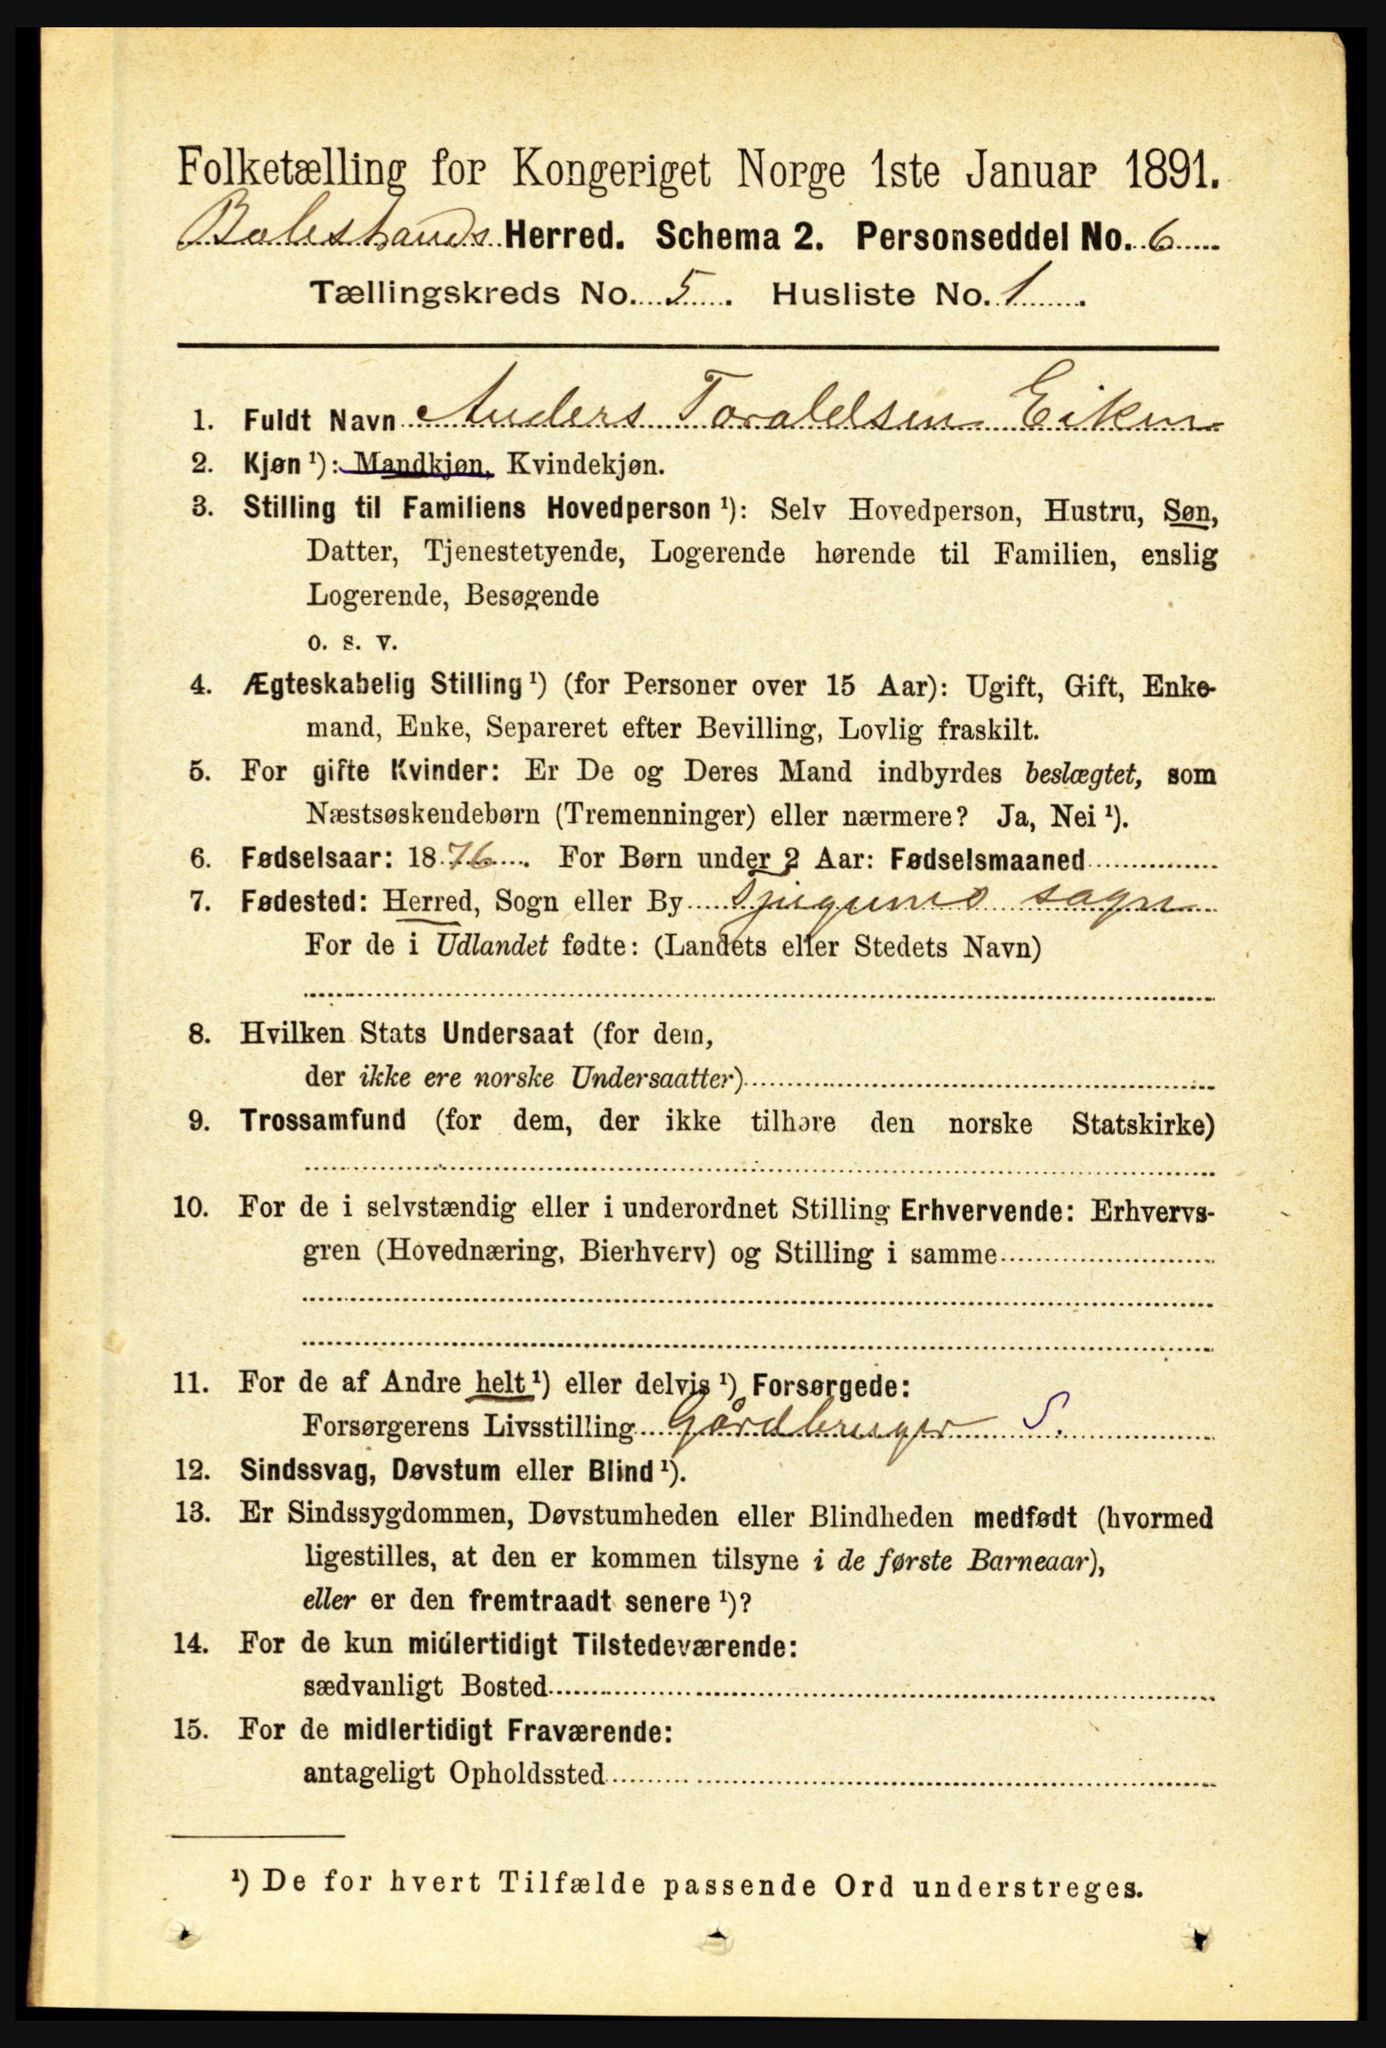 Folketælling for Kongeriget Norge 1ste Januar 1891.
Balestrands Herred. Schema 2. Personseddel No. 6
Tællingskreds No. 5. Husliste No. 1.
1. Fuldt Navn Anders Toraldsen Eiken
2. Kjøn ¹): Mandkjøn, Kvindekjøn.
3. Stilling til Familiens Hovedperson ¹): Selv Hovedperson, Hustru, Søn,
Datter, Tjenestetyende, Logerende hørende til Familien, enslig
Logerende, Besøgende
o. s. v.
4. Ægteskabelig Stilling ¹) (for Personer over 15 Aar): Ugift, Gift, Enke-
mand, Enke, Separeret efter Bevilling, Lovlig fraskilt.
5. For gifte Kvinder: Er De og Deres Mand indbyrdes beslægtet, som
Næstsøskendebørn (Tremenninger) eller nærmere? Ja, Nei ¹).
6. Fødselsaar: 1876. For Børn under 2 Aar: Fødselsmaaned
7. Fødested: Herred, Sogn eller By Tjugums sogn
For de i Udlandet fødte: (Landets eller Stedets Navn)
8. Hvilken Stats Undersaat (for dem,
der ikke ere norske Undersaatter)
9. Trossamfund (for dem, der ikke tilhøre den norske Statskirke)
10. For de i selvstændig eller i underordnet Stilling Erhvervende: Erhvervs-
gren (Hovednæring, Bierhverv) og Stilling i samme
11. For de af Andre helt ¹) eller delvis ¹) Forsørgede:
Forsørgerens Livsstilling Gårdbruger S.
12. Sindssvag, Døvstum eller Blind ¹).
13. Er Sindssygdommen, Døvstumheden eller Blindheden medfødt (hvormed
ligestilles, at den er kommen tilsyne i de første Barneaar),
eller er den fremtraadt senere ¹)?
14. For de kun midlertidigt Tilstedeværende:
sædvanligt Bosted
15. For de midlertidigt Fraværende:
antageligt Opholdssted
¹) De for hvert Tilfælde passende Ord understreges.